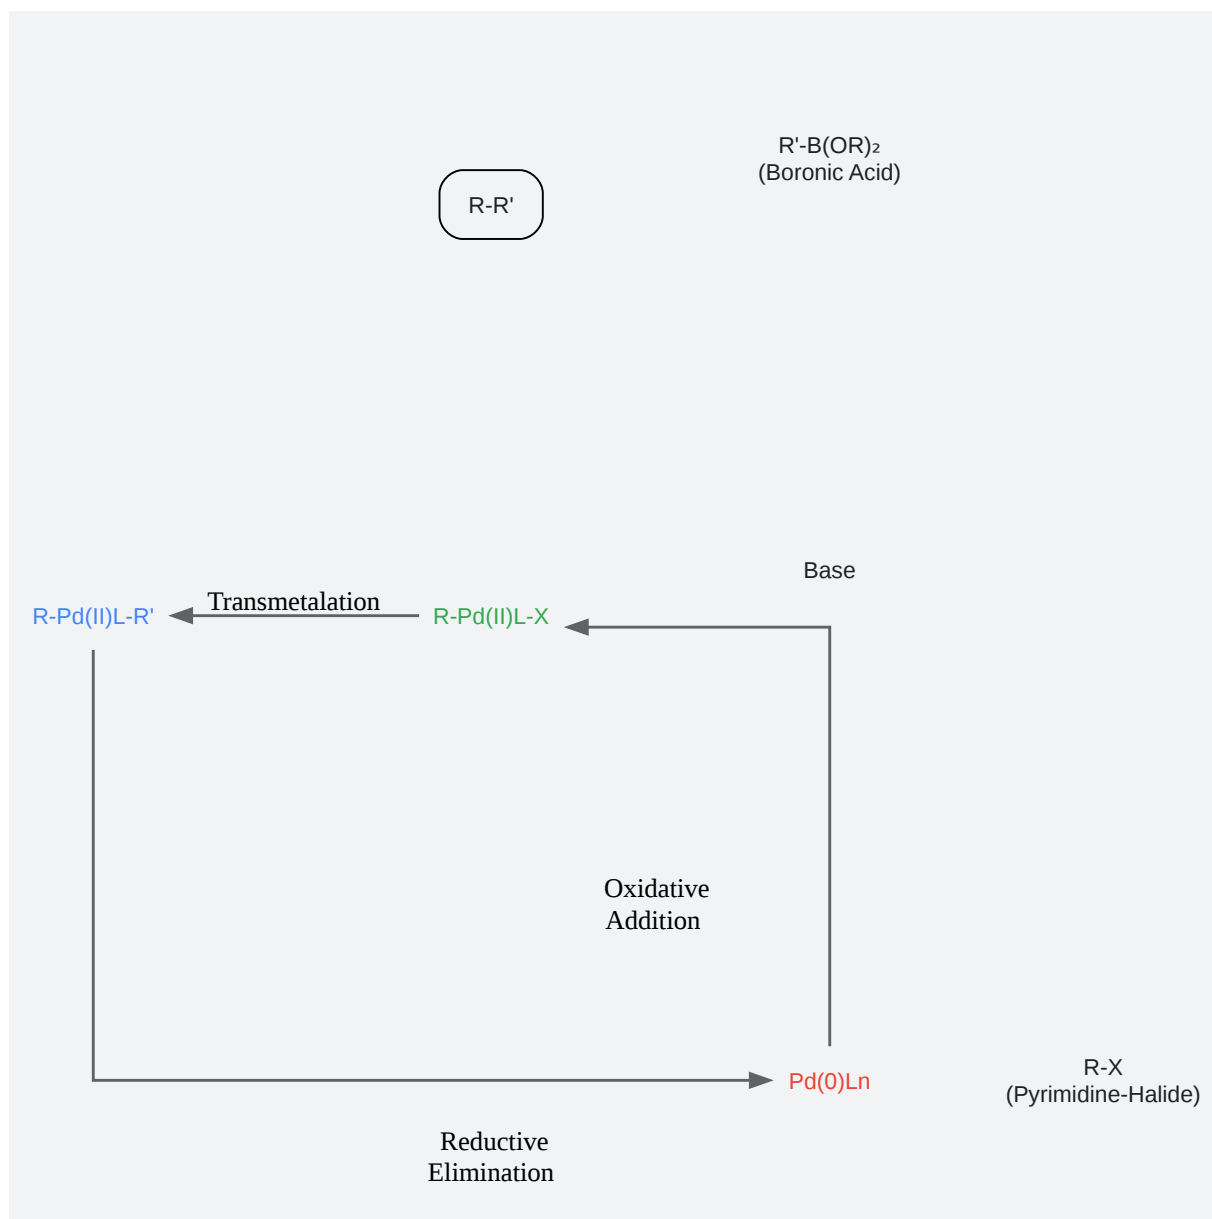 R'-B(OR)₂
(Boronic Acid)
R-R'
Base
Transmetalation
R-Pd(II)L-R'
R-Pd(II)L-X
Oxidative
Addition
R-X
Pd(0)Ln
(Pyrimidine-Halide)
Reductive
Elimination